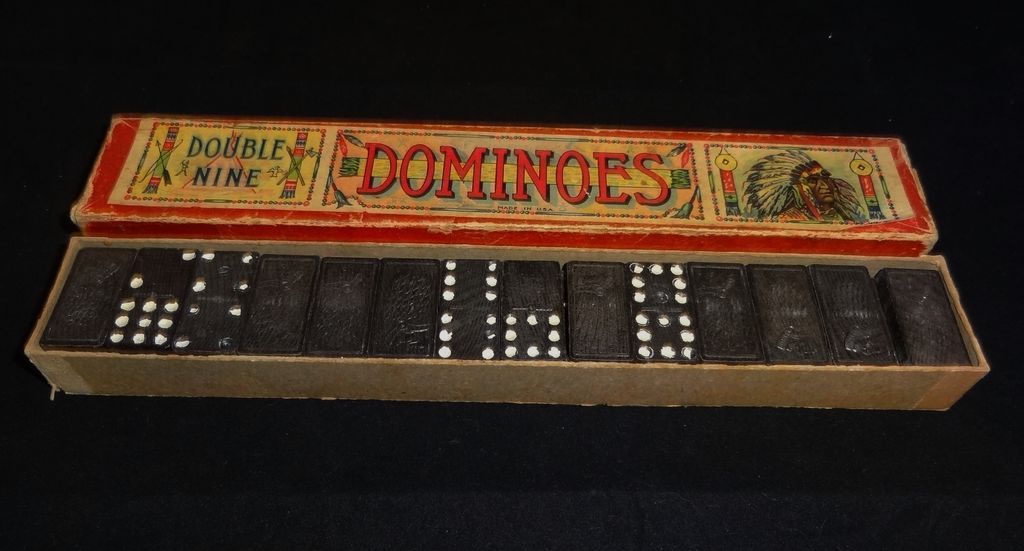 DOUBLE
NINE
DOMINOES
MADE IN U.S.A.